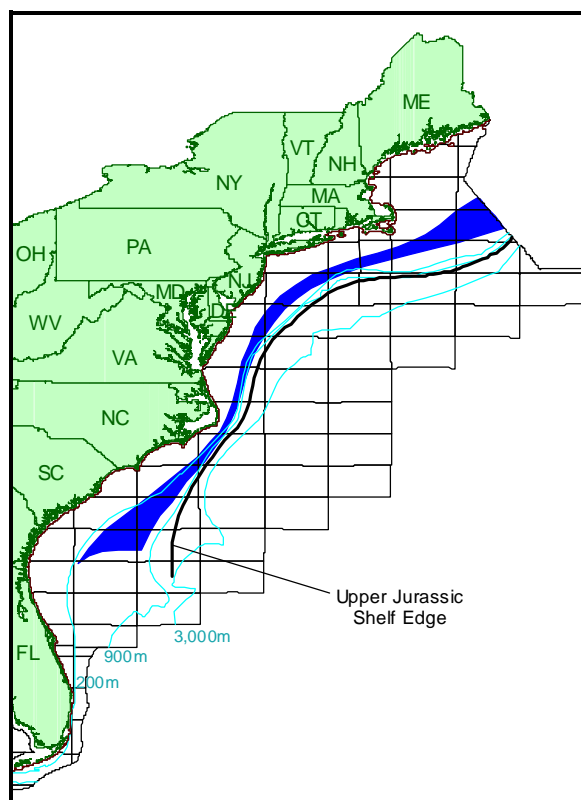 ME
VT
NH
NY
MA
CT
PA
OH
NJ
MD
DE
WV
VA
NC
SC
Upper Jurassic
Shelf Edge
3,000m
FL
900m
200m